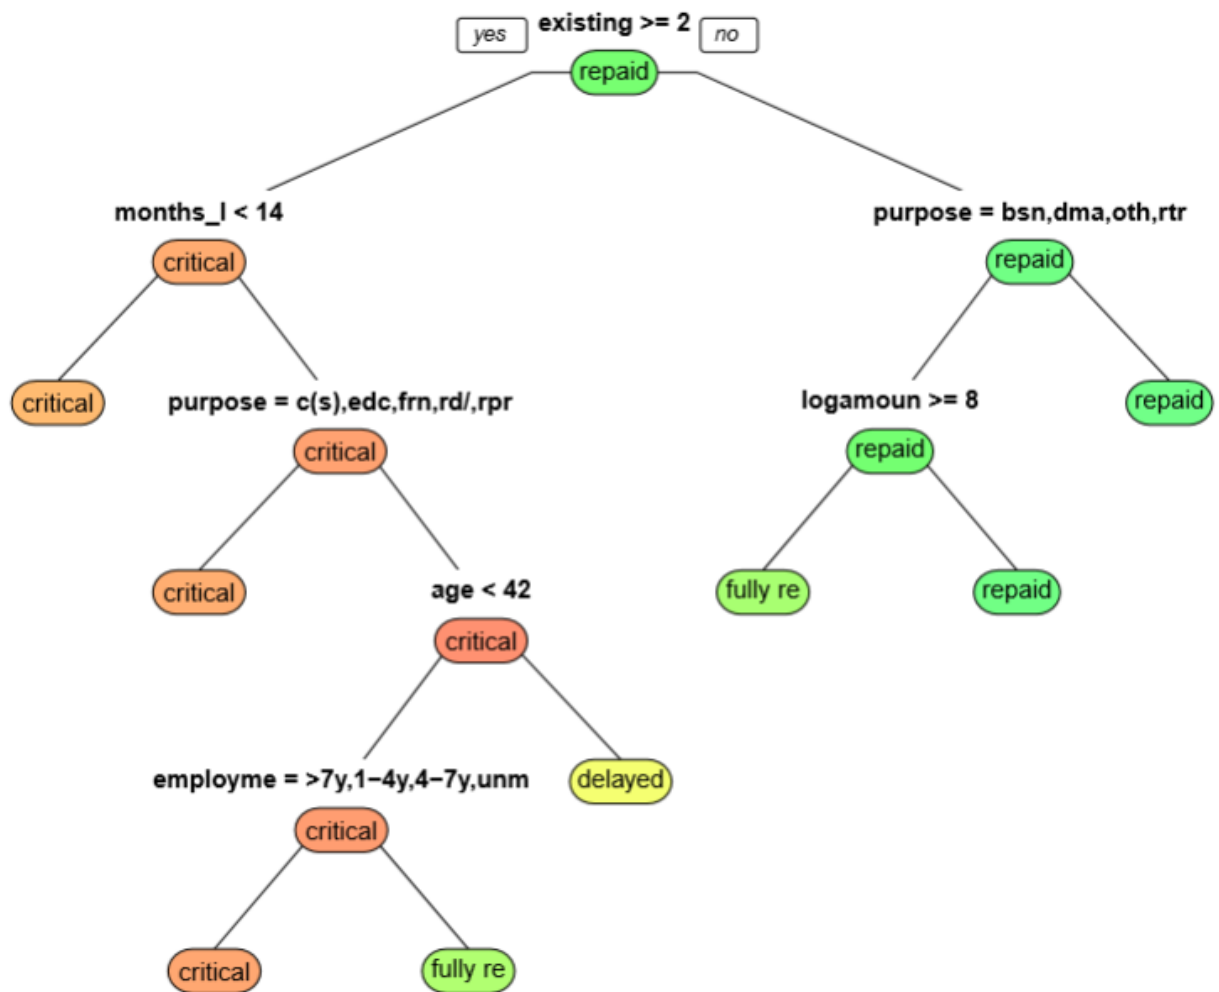 existing >= 2
yes
no
repaid
months_l < 14
purpose = bsn,dma,oth,rtr
critical
repaid
critical
purpose = c(s),edc,frn,rd/,rpr
logamoun >= 8
repaid
critical
repaid
critical
age < 42
fully re
repaid
critical
employme = >7y,1−4y,4−7y,unm
delayed
critical
critical
fully re